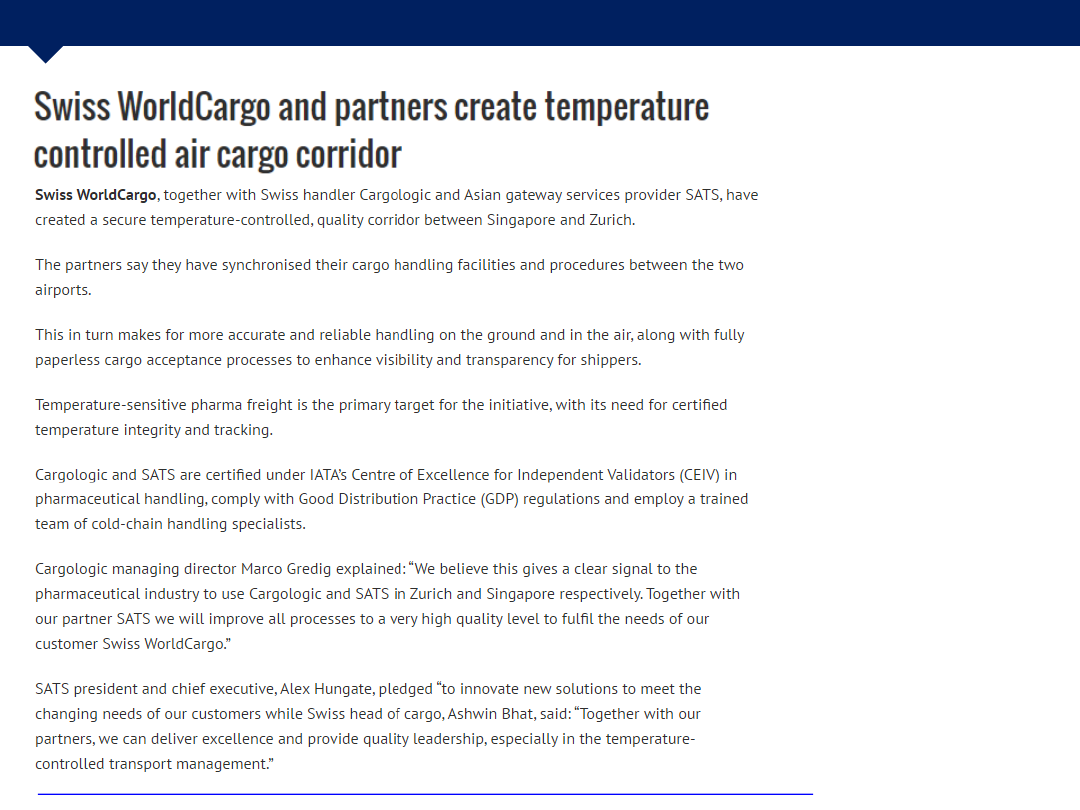 Swiss WorldCargo and partners create temperature
controlled air cargo corridor
Swiss WorldCargo, together with Swiss handler Cargologic and Asian gateway services provider SATS, have
created a secure temperature-controlled, quality corridor between Singapore and Zurich.
The partners say they have synchronised their cargo handling facilities and procedures between the two
airports.
This in turn makes for more accurate and reliable handling on the ground and in the air, along with fully
paperless cargo acceptance processes to enhance visibility and transparency for shippers.
Temperature-sensitive pharma freight is the primary target for the initiative, with its need for certified
temperature integrity and tracking.
Cargologic and SATS are certified under IATA’s Centre of Excellence for Independent Validators (CEIV) in
pharmaceutical handling, comply with Good Distribution Practice (GDP) regulations and employ a trained
team of cold-chain handling specialists.
Cargologic managing director Marco Gredig explained: “We believe this gives a clear signal to the
pharmaceutical industry to use Cargologic and SATS in Zurich and Singapore respectively. Together with
our partner SATS we will improve all processes to a very high quality level to fulfil the needs of our
customer Swiss WorldCargo.”
SATS president and chief executive, Alex Hungate, pledged “to innovate new solutions to meet the
changing needs of our customers while Swiss head of cargo, Ashwin Bhat, said: “Together with our
partners, we can deliver excellence and provide quality leadership, especially in the temperature-
controlled transport management.”